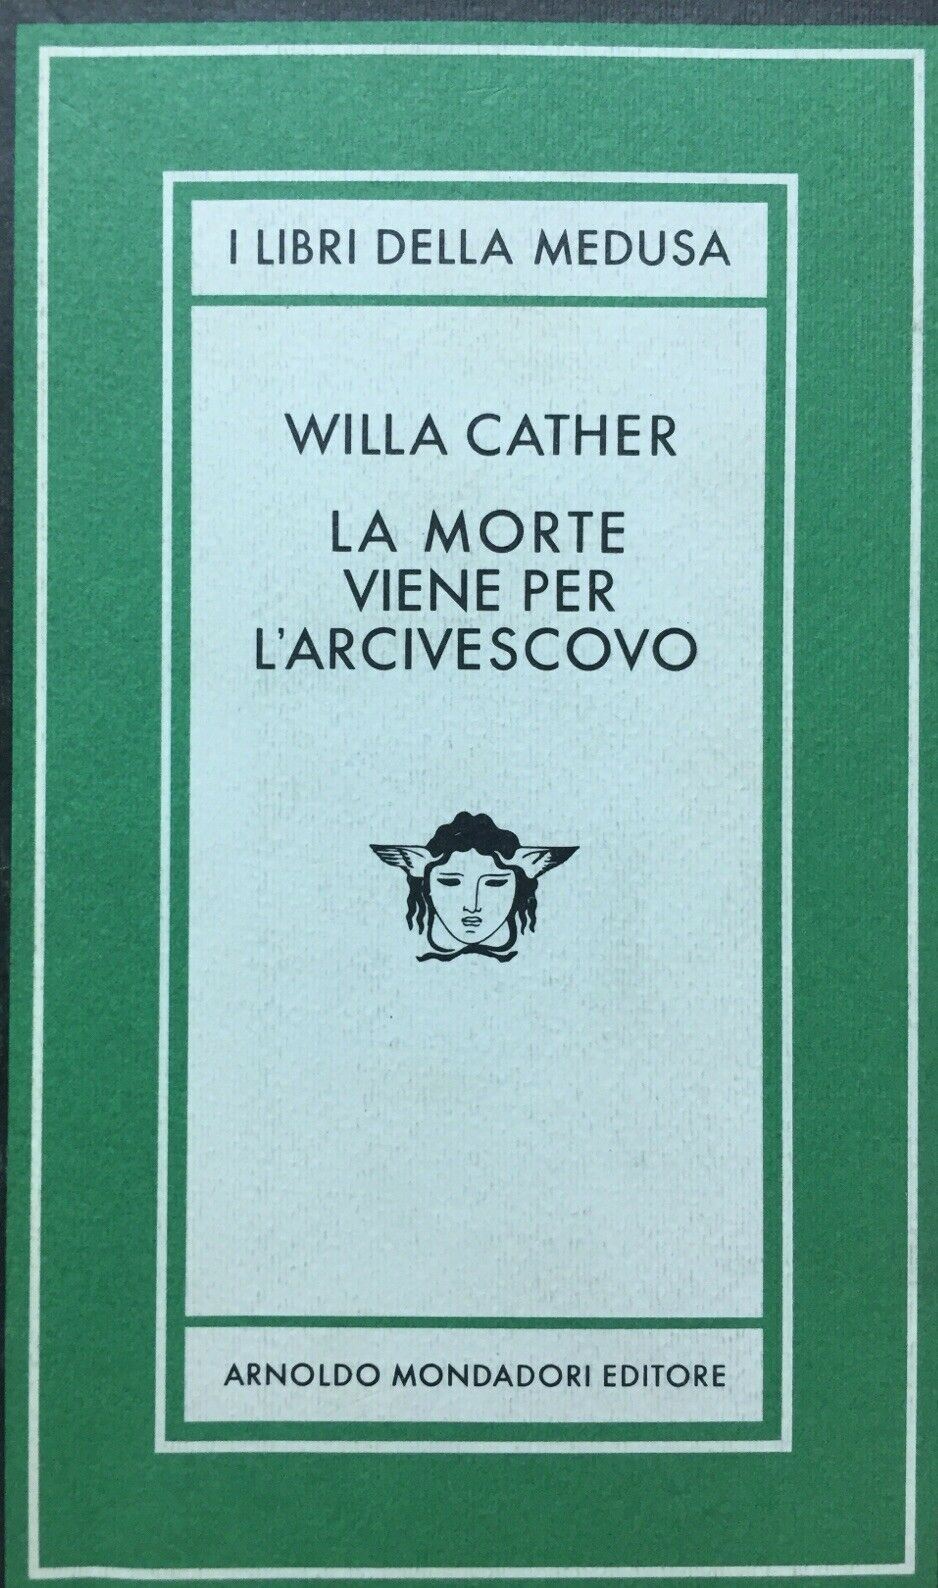 I LIBRI DELLA MEDUSA
WILLA CATHER
LA MORTE
VIENE PER
L'ARCIVESCOVO
ARNOLDO MONDADORI EDITORE